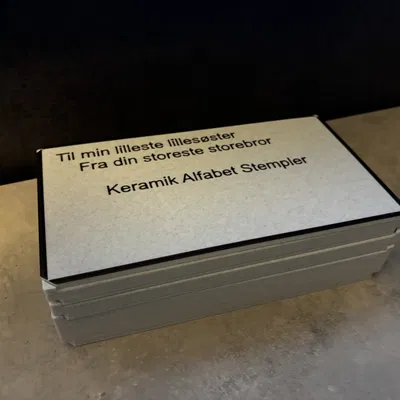 Til min lilleste lillesøster
Fra din storeste storebror
Keramik Alfabet Stempler